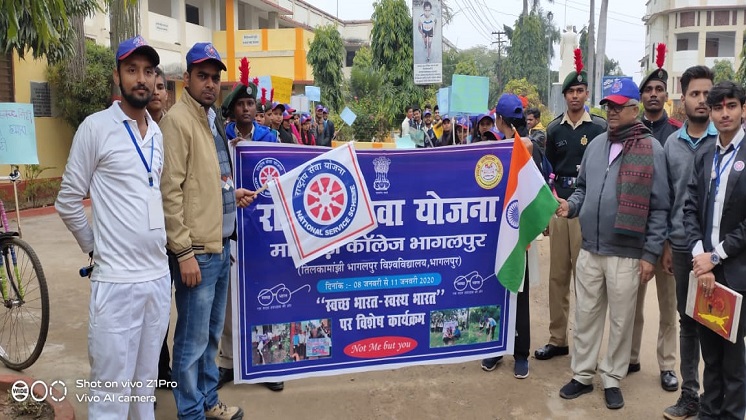 राष्ट्रीय सेवा योजना
NATIONAL SERVICE SCHEME
वा योजना
कॉलेज भागलपुर
(तिलकामांझी भागलपुर विश्वविद्यालय, भागलपुर)
दिनांक :- 08 जनवरी से 11 जनवरी 2020
"स्वच्छ भारत-स्वस्थ भारत"
पर विशेष कार्यक्रम
Not Me but you
Shot on vivo Z1Pro
Vivo AI camera